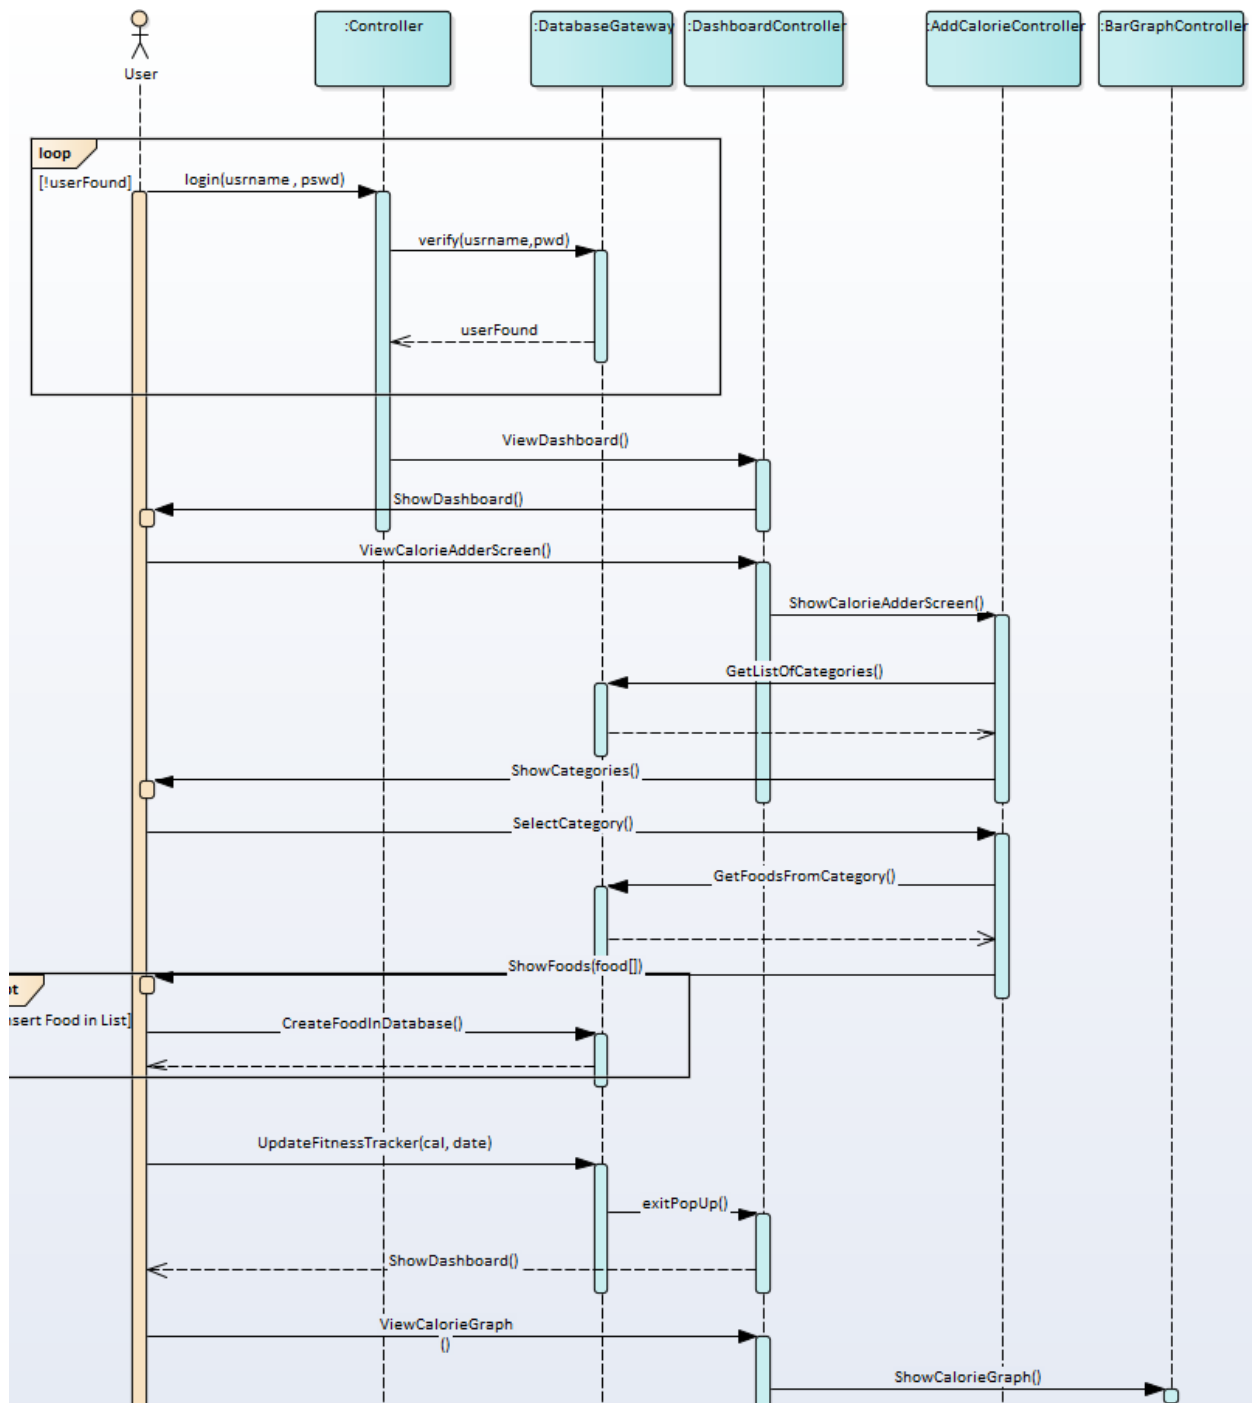 :Controller
:DatabaseGateway
:DashboardController
:AddCalorieController
:BarGraphController
User
loop
[!userFound]
login(usrname , pswd)
verify(usrname,pwd)
userFound
ViewDashboard()
ShowDashboard()
ViewCalorieAdderScreen()
ShowCalorieAdderScreen()
GetListOfCategories()
ShowCategories()
SelectCategory()
GetFoodsFromCategory()
ShowFoods(food[])
Food in List]
CreateFoodInDatabase()
UpdateFitnessTracker(cal, date)
exitPopUp()
ShowDashboard()
ViewCalorieGraph
()
ShowCalorieGraph()